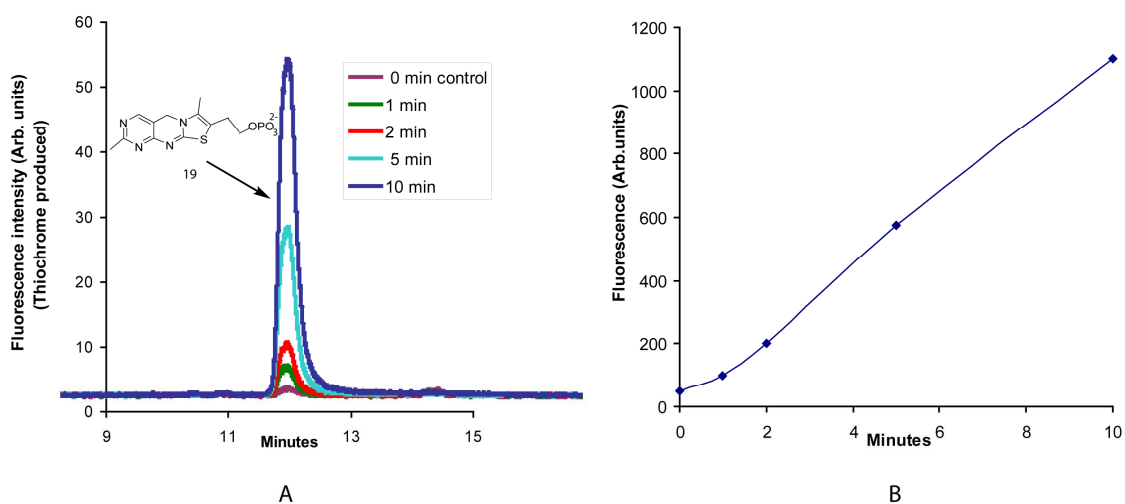 60
50
40
30
20
10
0
9
11
13
15
Minutes
Fluorescence intensity (Arb. units)
(Thiochrome produced)
N
N
N
N
S
OPO3 2-
19
0 min control
1 min
2 min
5 min
10 min
A
1200
1000
800
600
400
200
0
0
2
4
6
8
10
Minutes
Fluorescence (Arb.units)
B